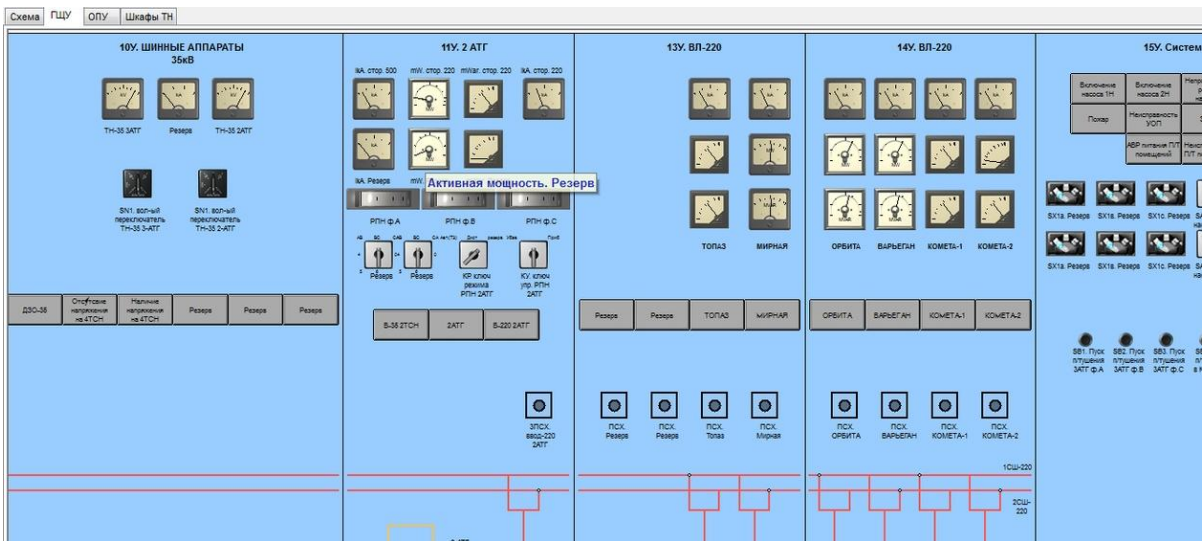 Схема ГЩУ ОПУ Шкафы ТН
10У. ШИННЫЕ АППАРАТЫ
35кВ
ТН-35 3АТГ Резерв ТН-35 2АТГ
SN1. вол-ый
переключатель
ТН-35 3-АТГ
SN1. вол-ый
переключатель
ТН-35 2-АТГ
ДЗО-35
Отсутсвие
напряжения
на 4ТСН
Наличие
напряжения
на 4ТСН
Резерв Резерв Резерв
11У. 2 АТГ
kA. стор. 500 mW. стор. 220 mWar. стор. 220 kA. стор. 220
kA. Резерв mW.
Активная мощность. Резерв
РПН ф.А РПН ф.В РПН ф.С
Резерв Резерв
КР. ключ
режима
РПН 2АТГ
КУ. ключ
упр. РПН
2АТГ
В-35 2ТСН 2АТГ В-220 2АТГ
ЗПСХ.
ввод-220
2АТГ
13У. ВЛ-220
ТОПАЗ МИРНАЯ
Резерв Резерв ТОПАЗ МИРНАЯ
ПСХ.
Резерв
ПСХ.
Резерв
ПСХ.
Топаз
ПСХ.
Мирная
14У. ВЛ-220
ОРБИТА ВАРЬЕГАН КОМЕТА-1 КОМЕТА-2
ОРБИТА ВАРЬЕГАН КОМЕТА-1 КОМЕТА-2
ПСХ.
ОРБИТА
ПСХ.
ВАРЬЕГАН
ПСХ.
КОМЕТА-1
ПСХ.
КОМЕТА-2
1СШ-220
2СШ-
220
15У. Систем
Включение
насоса 1Н
Включение
насоса 2Н
Пожар
Неисправность
УОП
АВР питания П/Т
помещений
SX1a. Резерв SX1в. Резерв SX1c. Резерв
SX1a. Резерв SX1в. Резерв SX1c. Резерв
SB1. Пуск
п/тушения
3АТГ ф.А
SB2. Пуск
п/тушения
3АТГ ф.В
SB3. Пуск
п/тушения
3АТГ ф.С